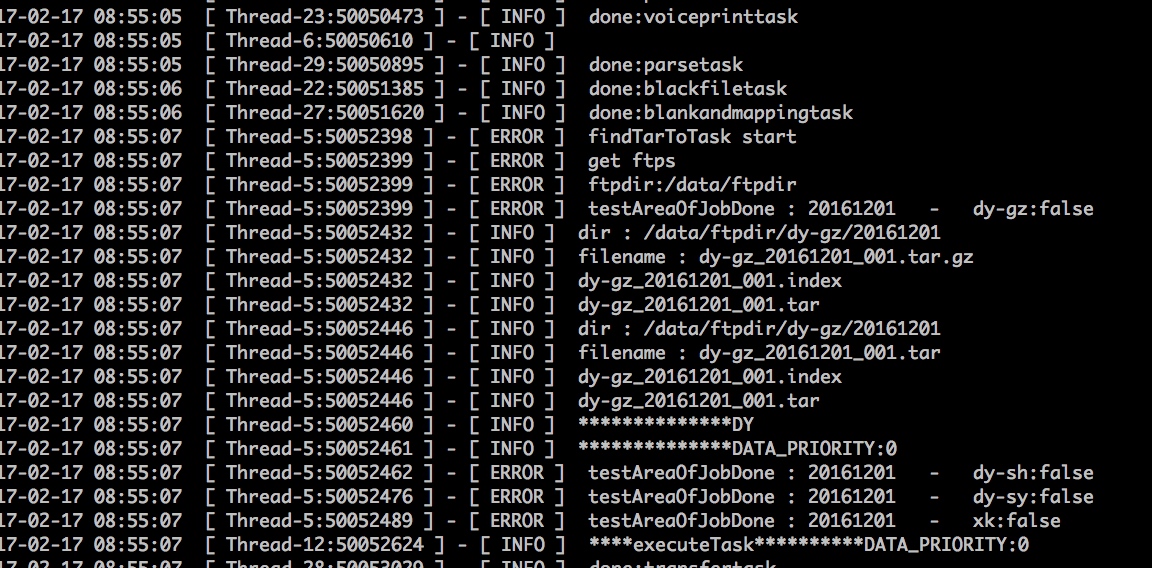 17-02-17 08:55:05 [ Thread-23:50050473 ] - [ INFO ] done:voiceprinttask
17-02-17 08:55:05 [ Thread-6:50050610 ] - [ INFO ]
17-02-17 08:55:05 [ Thread-29:50050895 ] - [ INFO ] done:parsetask
17-02-17 08:55:06 [ Thread-22:50051385 ] - [ INFO ] done:blackfiletask
17-02-17 08:55:06 [ Thread-27:50051620 ] - [ INFO ] done:blankandmappingtask
17-02-17 08:55:07 [ Thread-5:50052398 ] - [ ERROR ] findTarToTask start
17-02-17 08:55:07 [ Thread-5:50052399 ] - [ ERROR ] get ftps
17-02-17 08:55:07 [ Thread-5:50052399 ] - [ ERROR ] ftpdir:/data/ftpdir
17-02-17 08:55:07 [ Thread-5:50052399 ] - [ ERROR ] testAreaOfJobDone : 20161201 - dy-gz:false
17-02-17 08:55:07 [ Thread-5:50052432 ] - [ INFO ] dir : /data/ftpdir/dy-gz/20161201
17-02-17 08:55:07 [ Thread-5:50052432 ] - [ INFO ] filename : dy-gz_20161201_001.tar.gz
17-02-17 08:55:07 [ Thread-5:50052432 ] - [ INFO ] dy-gz_20161201_001.index
17-02-17 08:55:07 [ Thread-5:50052432 ] - [ INFO ] dy-gz_20161201_001.tar
17-02-17 08:55:07 [ Thread-5:50052446 ] - [ INFO ] dir : /data/ftpdir/dy-gz/20161201
17-02-17 08:55:07 [ Thread-5:50052446 ] - [ INFO ] filename : dy-gz_20161201_001.tar
17-02-17 08:55:07 [ Thread-5:50052446 ] - [ INFO ] dy-gz_20161201_001.index
17-02-17 08:55:07 [ Thread-5:50052446 ] - [ INFO ] dy-gz_20161201_001.tar
17-02-17 08:55:07 [ Thread-5:50052460 ] - [ INFO ] **************DY
17-02-17 08:55:07 [ Thread-5:50052461 ] - [ INFO ] **************DATA_PRIORITY:0
17-02-17 08:55:07 [ Thread-5:50052462 ] - [ ERROR ] testAreaOfJobDone : 20161201 - dy-sh:false
17-02-17 08:55:07 [ Thread-5:50052476 ] - [ ERROR ] testAreaOfJobDone : 20161201 - dy-sy:false
17-02-17 08:55:07 [ Thread-5:50052489 ] - [ ERROR ] testAreaOfJobDone : 20161201 - xk:false
17-02-17 08:55:07 [ Thread-12:50052624 ] - [ INFO ] ****executeTask**********DATA_PRIORITY:0
17-02-17 08:55:07 [ Thread-28:50053029 ] - [ INFO ] done:transfertask